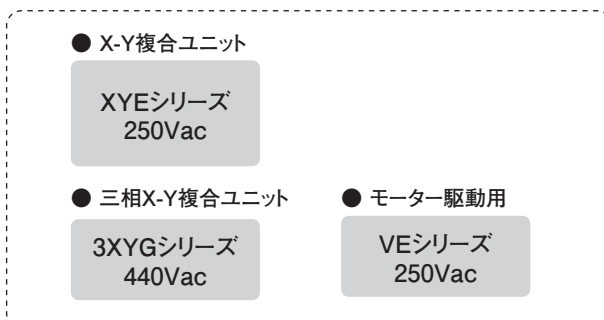 ● X-Y複合ユニット
XYEシリーズ
250Vac
● 三相X-Y複合ユニット
3XYGシリーズ
440Vac
● モーター駆動用
VEシリーズ
250Vac